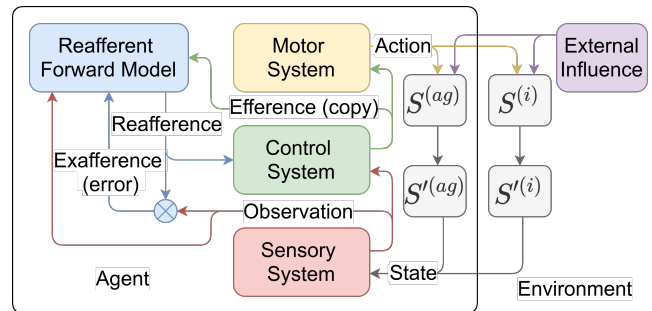 Reafferent
Forward Model
Motor
System
Action
External
Influence
S^{(ag)}
S^{(i)}
Efference (copy)
Reafference
Control
System
Exafference
(error)
S'^{(ag)}
S'^{(i)}
Observation
Sensory
System
State
Agent
Environment